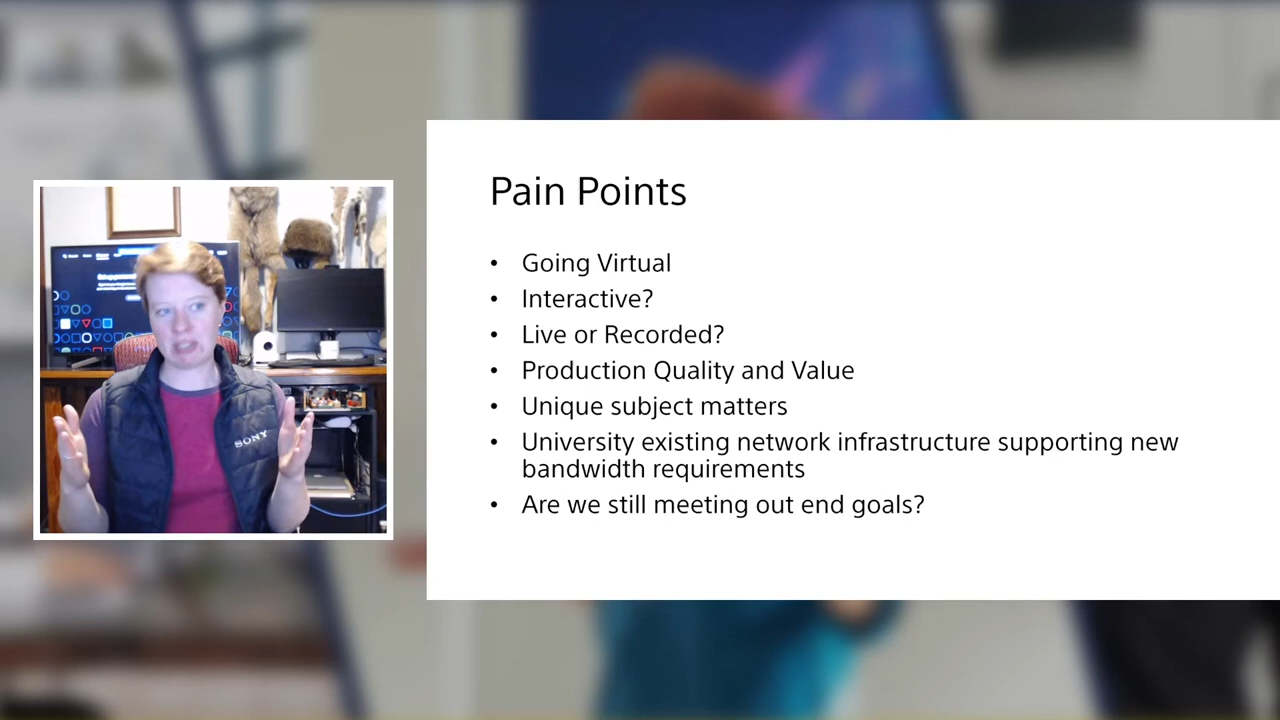 Pain Points
• Going Virtual
• Interactive?
• Live or Recorded?
• Production Quality and Value
• Unique subject matters
• University existing network infrastructure supporting new
bandwidth requirements
• Are we still meeting out end goals?
SONY